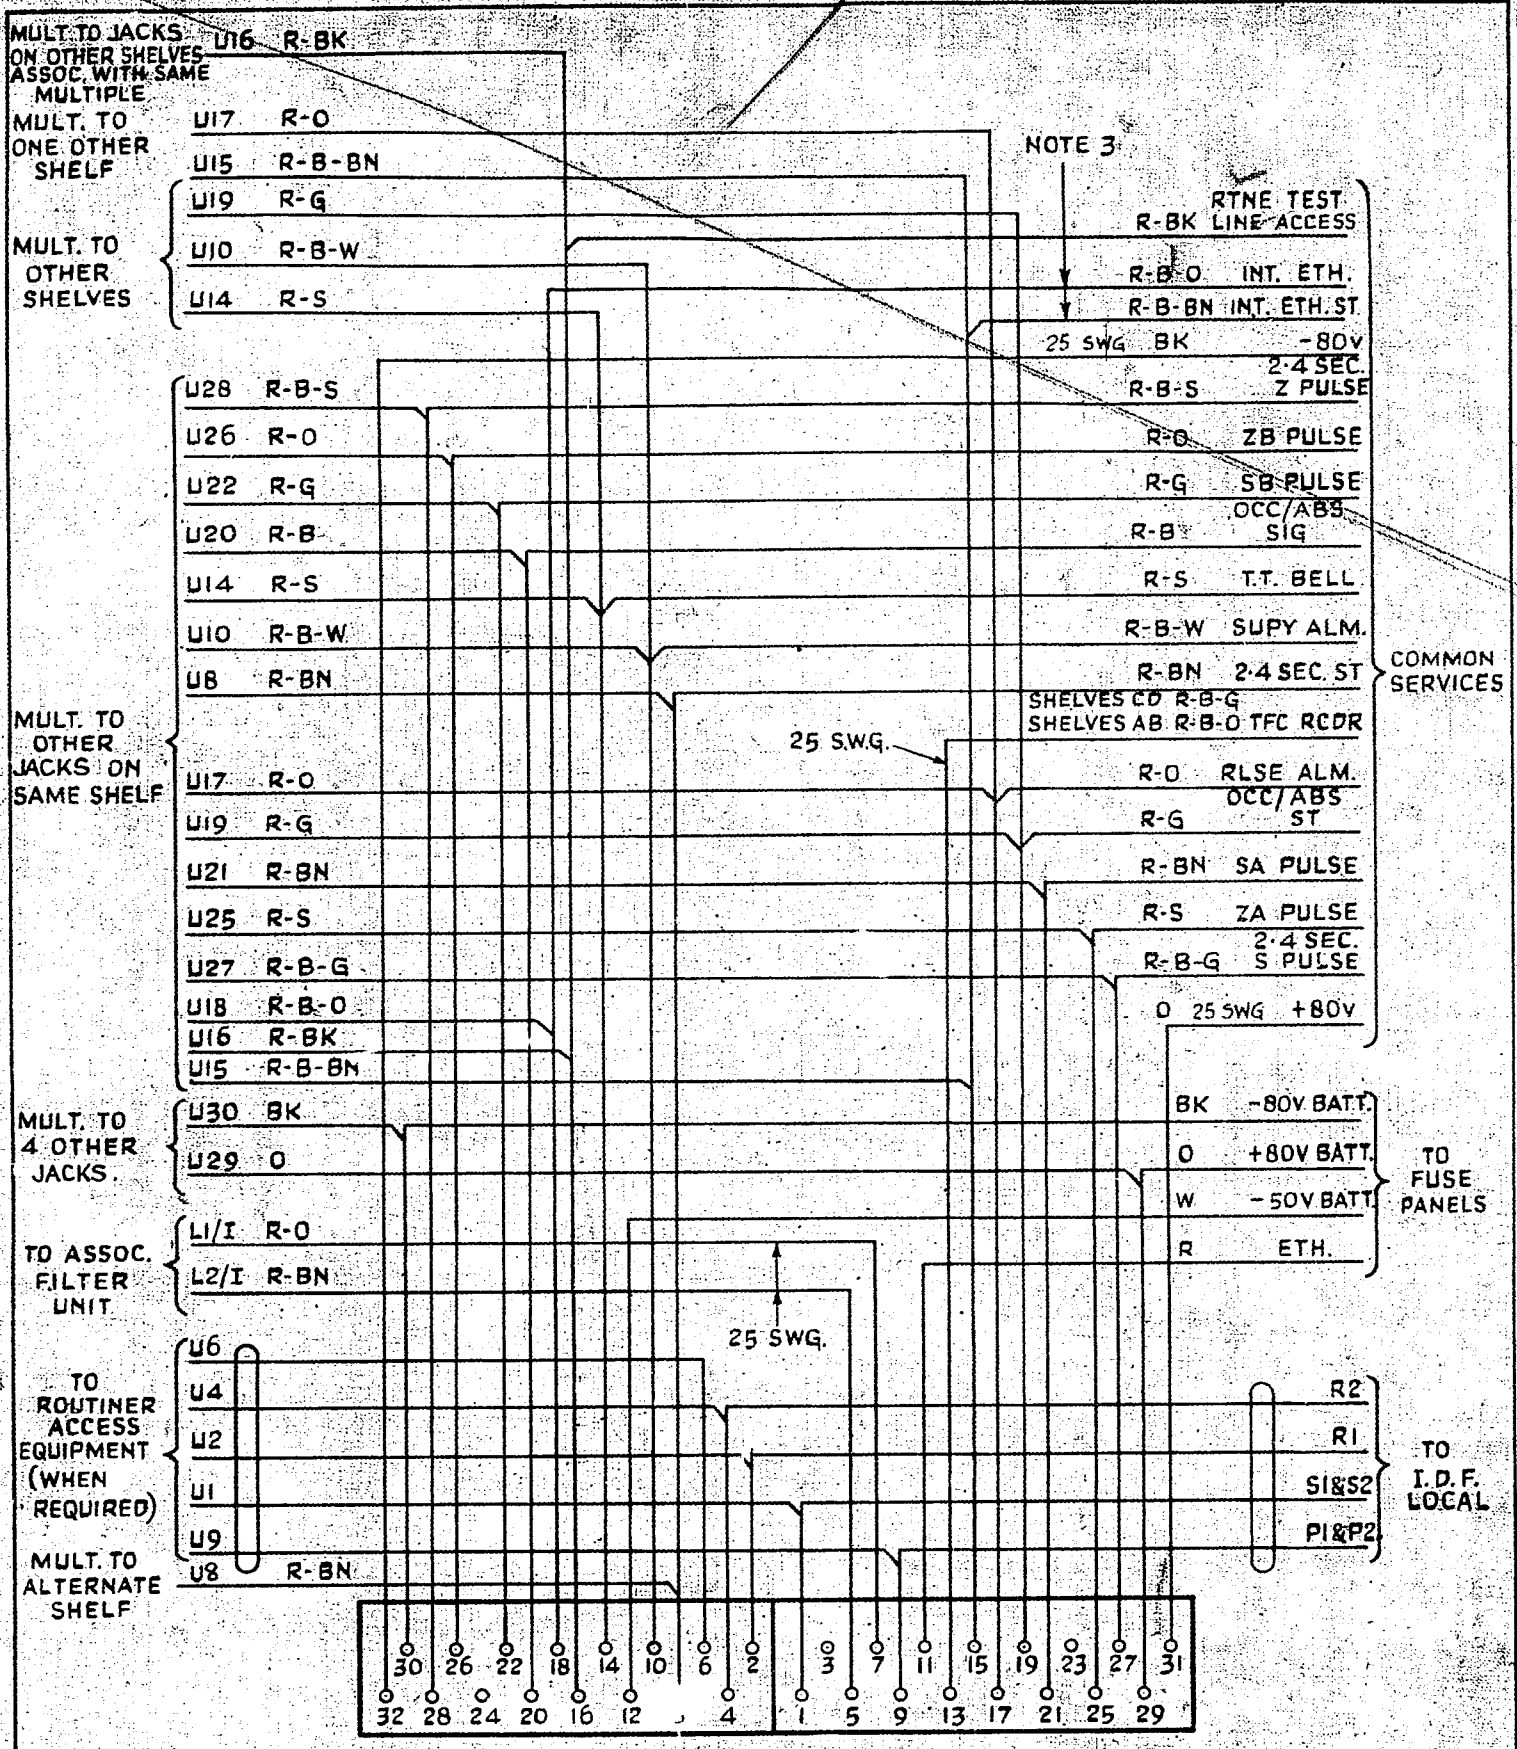 MULT. TO JACKS
ON OTHER SHELVES
ASSOC. WITH SAME
MULTIPLE
U16 R-BK
MULT. TO
ONE OTHER
SHELF
U17 R-O
U15 R-B-BN
MULT. TO
OTHER
SHELVES
U19 R-G
U10 R-B-W
U14 R-S
MULT. TO
OTHER
JACKS ON
SAME SHELF
U28 R-B-S
U26 R-O
U22 R-G
U20 R-B
U14 R-S
U10 R-B-W
U8 R-BN
U17 R-O
U19 R-G
U21 R-BN
U25 R-S
U27 R-B-G
U18 R-B-O
U16 R-BK
U15 R-B-BN
MULT. TO
4 OTHER
JACKS.
U30 BK
U29 O
TO ASSOC.
FILTER
UNIT
L1/I R-O
L2/I R-BN
25 SWG.
TO
ROUTINER
ACCESS
EQUIPMENT
(WHEN
REQUIRED)
U6
U4
U2
U1
U9
MULT. TO
ALTERNATE
SHELF
U8 R-BN
NOTE 3
RTNE TEST
R-BK LINE ACCESS
R-B-O INT. ETH.
R-B-BN INT. ETH. ST
25 SWG BK -80V
2·4 SEC.
R-B-S Z PULSE
R-O ZB PULSE
R-G SB PULSE
OCC/ABS
R-B SIG
R-S T.T. BELL
R-B-W SUPY ALM.
R-BN 2·4 SEC. ST
SHELVES CD R-B-G
SHELVES AB R-B-O TFC RCDR
25 S.W.G.
R-O RLSE ALM.
OCC/ABS
R-G ST
R-BN SA PULSE
R-S ZA PULSE
2·4 SEC.
R-B-G S PULSE
O 25 SWG +80V
COMMON
SERVICES
BK -80V BATT.
O +80V BATT.
W -50V BATT
R ETH.
TO
FUSE
PANELS
R2
R1
S1&S2
P1&P2
TO
I.D.F.
LOCAL
30 26 22 18 14 10 6 2 3 7 11 15 19 23 27 31
32 28 24 20 16 12 4 1 5 9 13 17 21 25 29